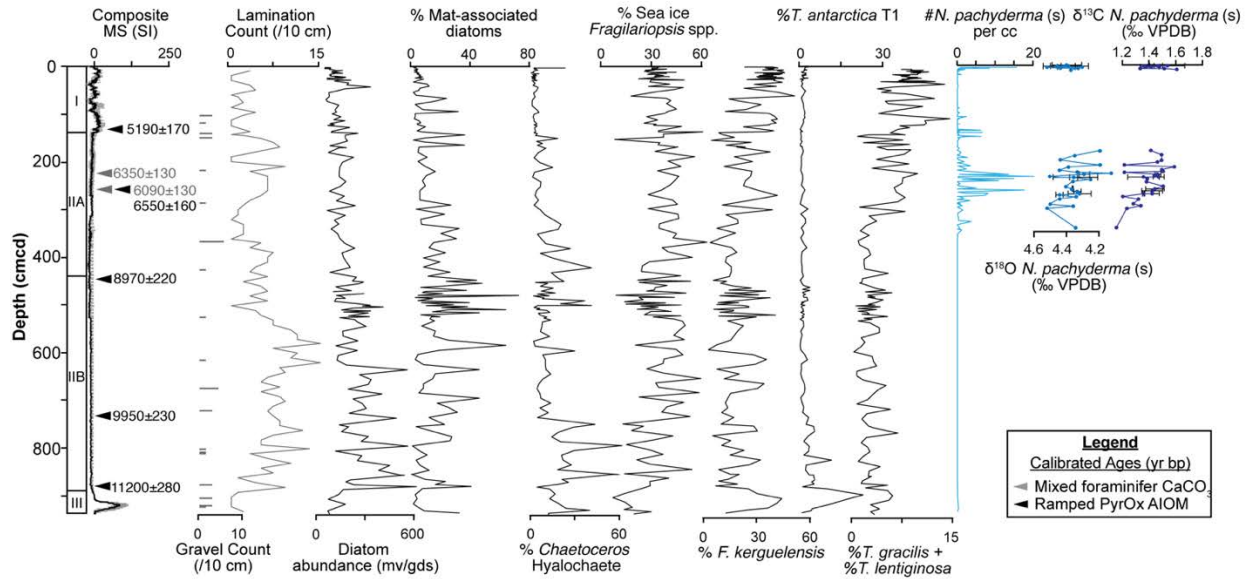 Composite
MS (SI)
0 250
Lamination
Count (/10 cm)
0 15
% Mat-associated
diatoms
0 40 80
% Sea ice
Fragilariopsis spp.
0 30 60
%T. antarctica T1
0 30
#N. pachyderma (s)
per cc
0 20
δ13C N. pachyderma (s)
(‰ VPDB)
1.2 1.4 1.6 1.8
Depth (cmcd)
0
200
400
600
800
I
IIA
IIB
III
5190±170
6350±130
6090±130
6550±160
8970±220
9950±230
11200±280
4.6 4.4 4.2
δ18O N. pachyderma (s)
(‰ VPDB)
0 10
Gravel Count
(/10 cm)
0 600
Diatom
abundance (mv/gds)
0 60
% Chaetoceros
Hyalochaete
0 30 60
% F. kerguelensis
0 15
%T. gracilis +
%T. lentiginosa
Legend
Calibrated Ages (yr bp)
Mixed foraminifer CaCO3
Ramped PyrOx AIOM